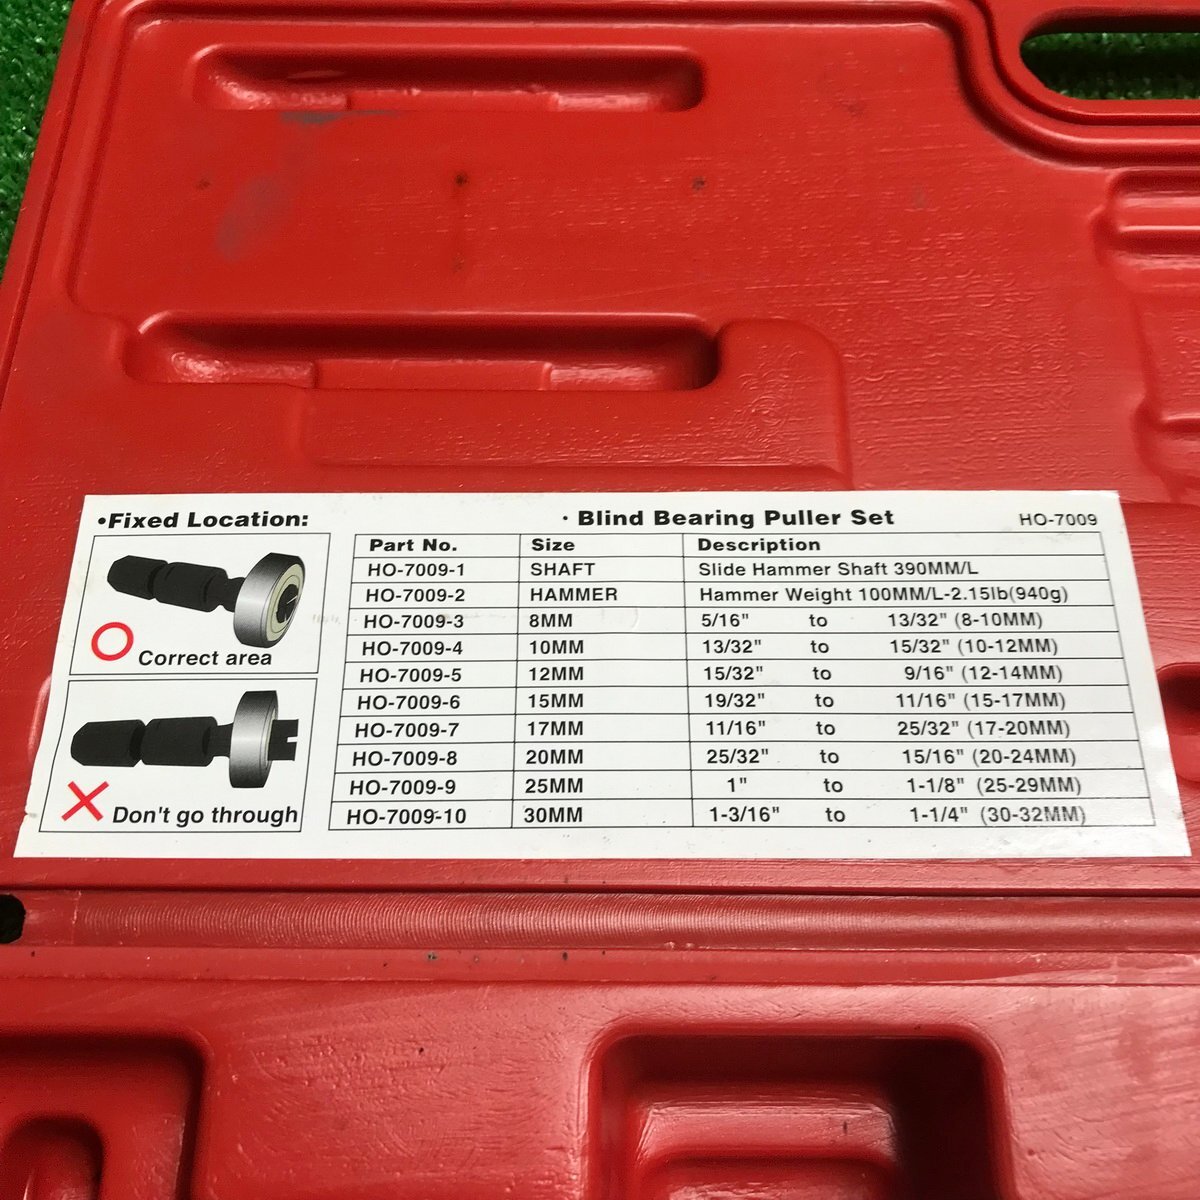 •Fixed Location:
Correct area
Don't go through
· Blind Bearing Puller Set HO-7009
Part No. Size Description
HO-7009-1 SHAFT Slide Hammer Shaft 390MM/L
HO-7009-2 HAMMER Hammer Weight 100MM/L-2.15lb(940g)
HO-7009-3 8MM 5/16" to 13/32" (8-10MM)
HO-7009-4 10MM 13/32" to 15/32" (10-12MM)
HO-7009-5 12MM 15/32" to 9/16" (12-14MM)
HO-7009-6 15MM 19/32" to 11/16" (15-17MM)
HO-7009-7 17MM 11/16" to 25/32" (17-20MM)
HO-7009-8 20MM 25/32" to 15/16" (20-24MM)
HO-7009-9 25MM 1" to 1-1/8" (25-29MM)
HO-7009-10 30MM 1-3/16" to 1-1/4" (30-32MM)